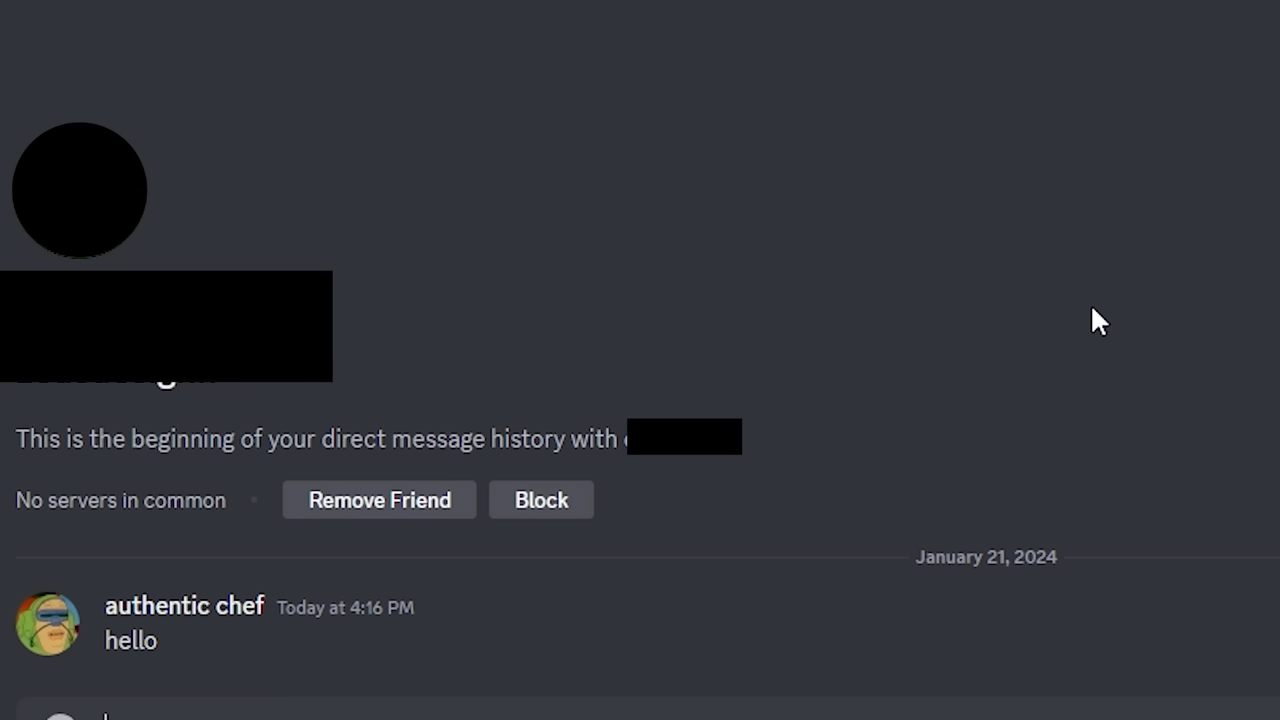 This is the beginning of your direct message history with
No servers in common
Remove Friend
Block
January 21, 2024
authentic chef Today at 4:16 PM
hello